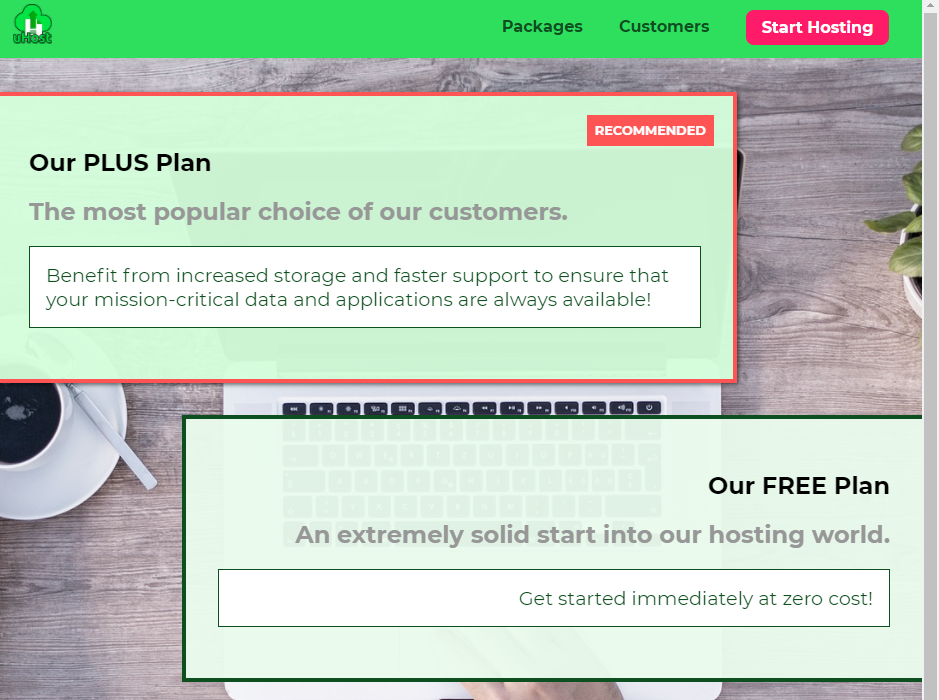 uHost
Packages
Customers
Start Hosting
RECOMMENDED
Our PLUS Plan
The most popular choice of our customers.
Benefit from increased storage and faster support to ensure that
your mission-critical data and applications are always available!
Our FREE Plan
An extremely solid start into our hosting world.
Get started immediately at zero cost!